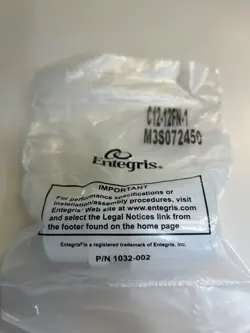 C12-12FN-1
M3S072450
Entegris®
IMPORTANT
For performance specifications or
installation/assembly procedures, visit
Entegris® Web site at www.entegris.com
and select the Legal Notices link from
the footer found on the home page.
Entegris® is a registered trademark of Entegris, Inc.
P/N 1032-002